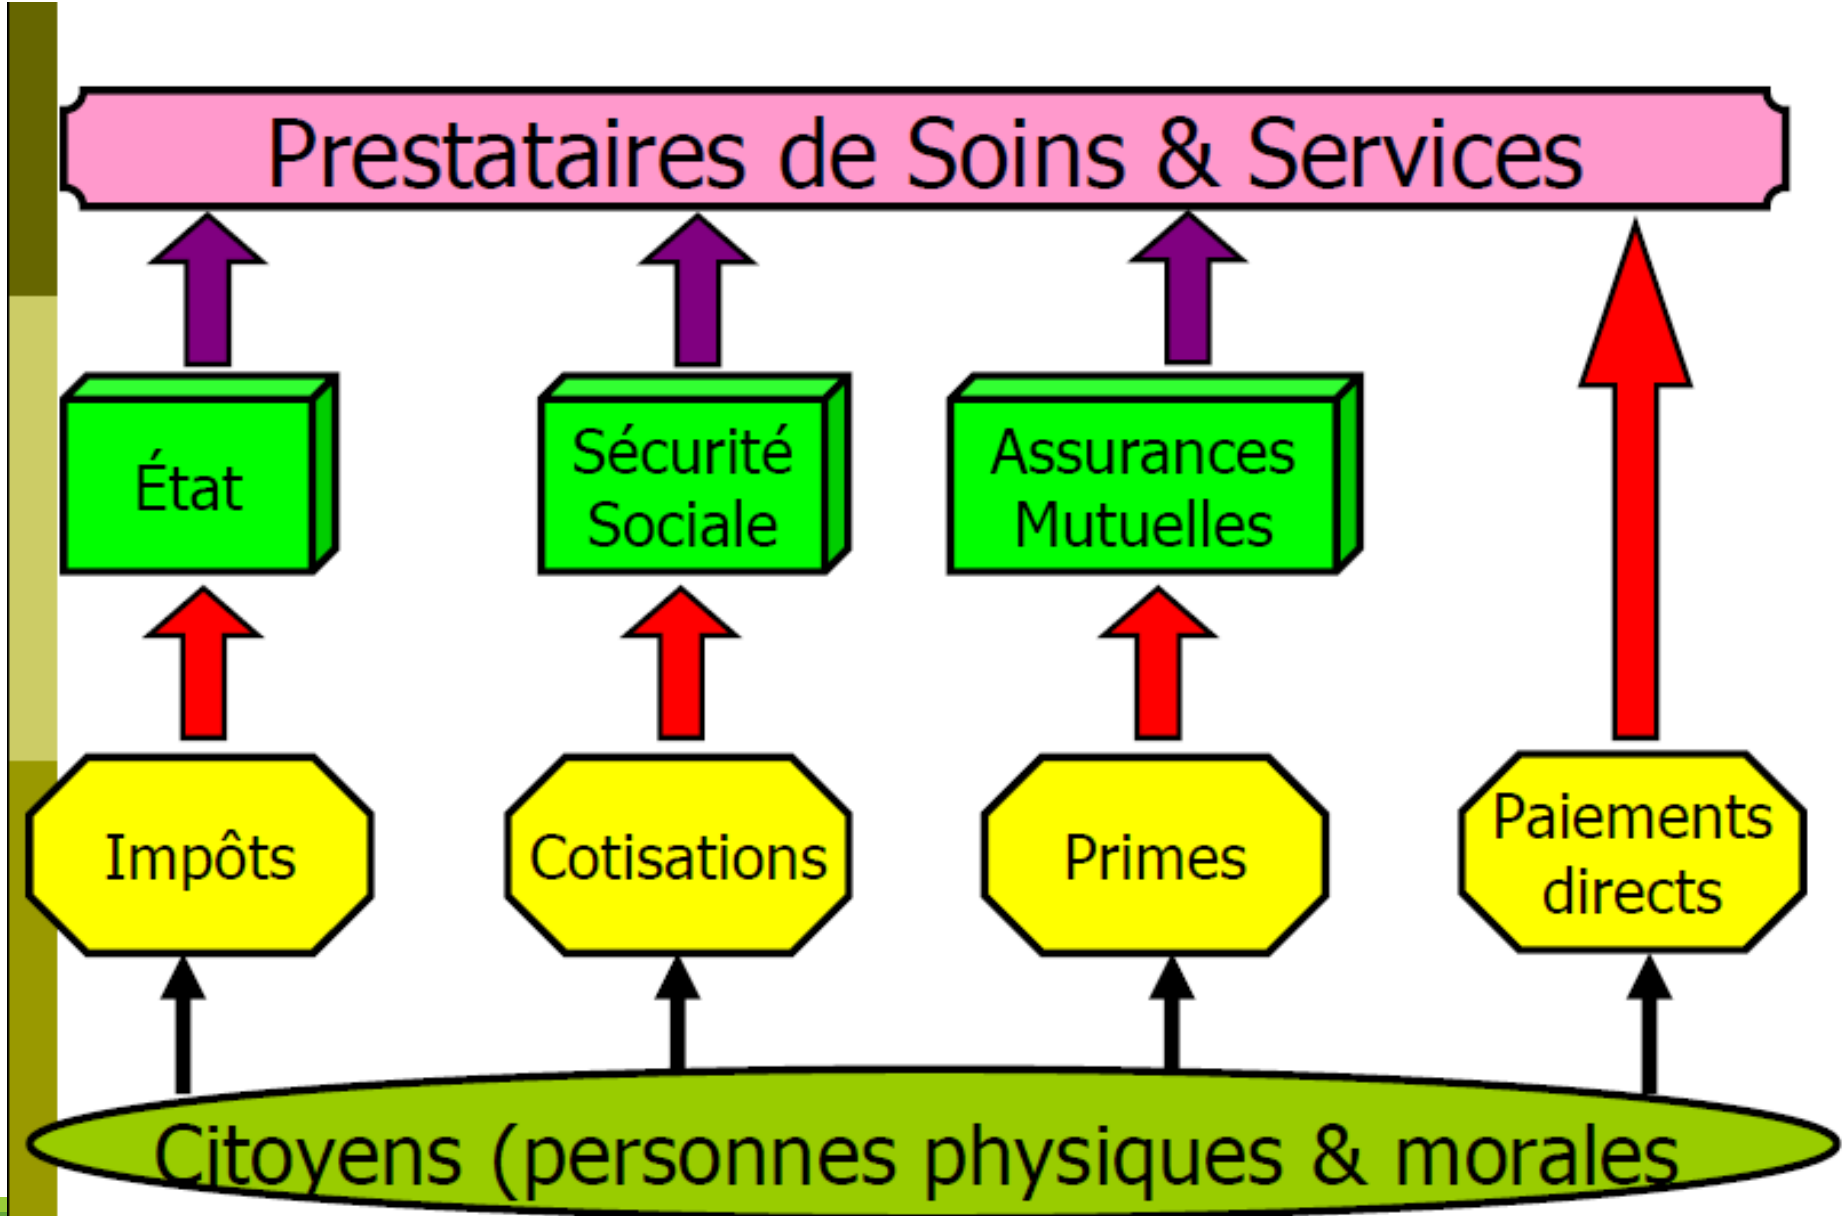 Prestataires de Soins & Services
État
Sécurité
Sociale
Assurances
Mutuelles
Impôts
Cotisations
Primes
Paiements
directs
Citoyens (personnes physiques & morales